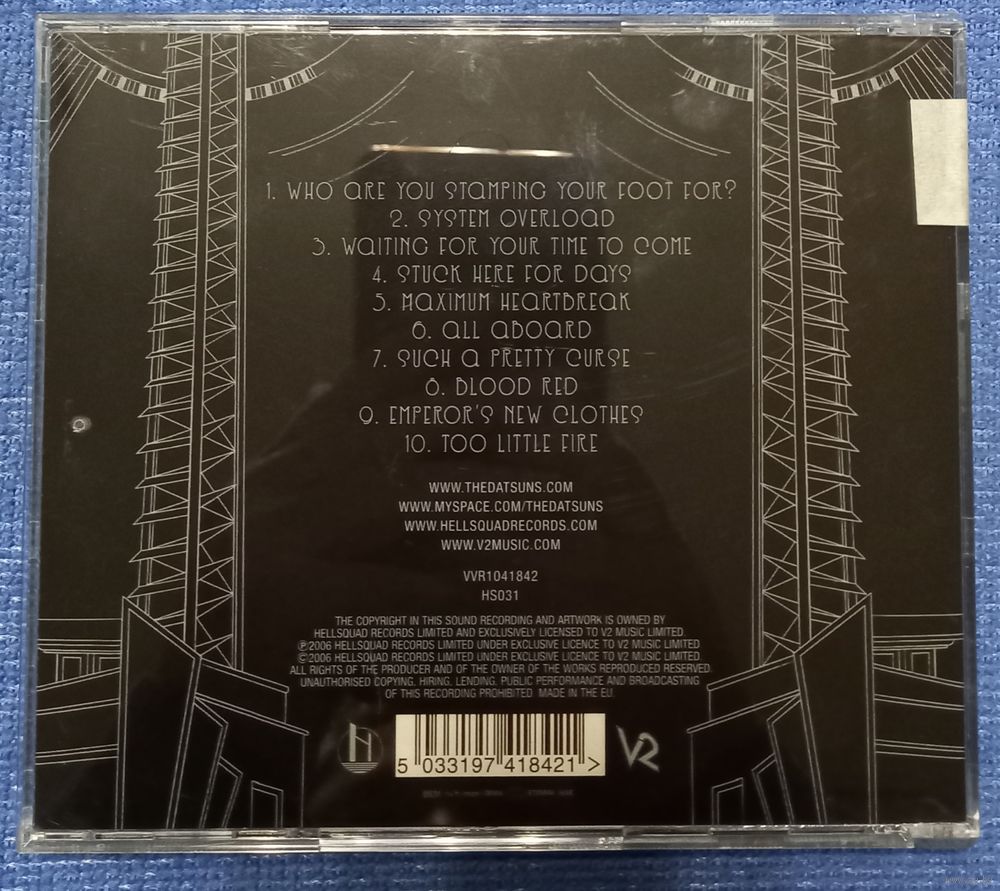 1. WHO ARE YOU STAMPING YOUR FOOT FOR?
2. SYSTEM OVERLOAD
3. WAITING FOR YOUR TIME TO COME
4. STUCK HERE FOR DAYS
5. MAXIMUM HEARTBREAK
6. ALL ABOARD
7. SUCH A PRETTY CURSE
8. BLOOD RED
9. EMPEROR'S NEW CLOTHES
10. TOO LITTLE FIRE
WWW.THEDATSUNS.COM
WWW.MYSPACE.COM/THEDATSUNS
WWW.HELLSQUADRECORDS.COM
WWW.V2MUSIC.COM
VVR1041842
HS031
THE COPYRIGHT IN THIS SOUND RECORDING AND ARTWORK IS OWNED BY
HELLSQUAD RECORDS LIMITED AND EXCLUSIVELY LICENSED TO V2 MUSIC LIMITED.
℗2006 HELLSQUAD RECORDS LIMITED UNDER EXCLUSIVE LICENCE TO V2 MUSIC LIMITED
©2006 HELLSQUAD RECORDS LIMITED UNDER EXCLUSIVE LICENCE TO V2 MUSIC LIMITED.
ALL RIGHTS OF THE PRODUCER AND OF THE OWNER OF THE WORKS REPRODUCED RESERVED.
UNAUTHORISED COPYING, HIRING, LENDING, PUBLIC PERFORMANCE AND BROADCASTING
OF THIS RECORDING PROHIBITED. MADE IN THE EU.
h
V2
5 033197 418421 >